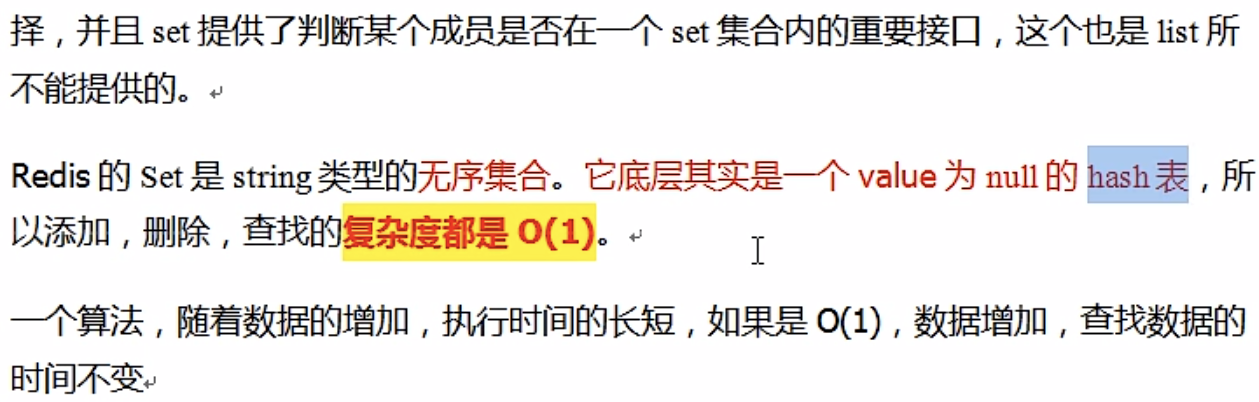 择，并且 set 提供了判断某个成员是否在一个 set 集合内的重要接口，这个也是 list 所
不能提供的。
Redis 的 Set 是 string 类型的无序集合。它底层其实是一个 value 为 null 的 hash 表，所
以添加，删除，查找的复杂度都是 O(1)。
一个算法，随着数据的增加，执行时间的长短，如果是 O(1)，数据增加，查找数据的
时间不变